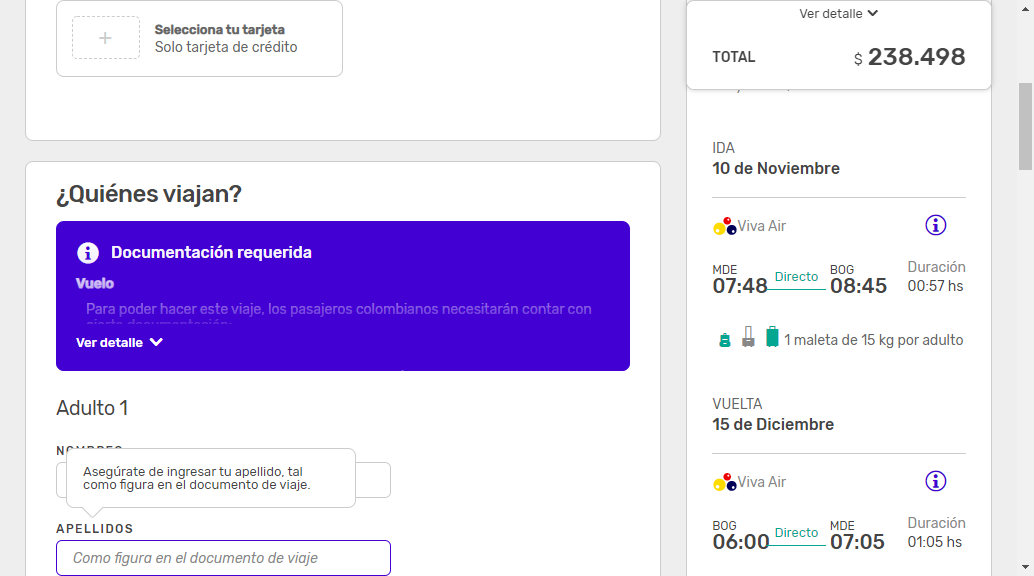 Selecciona tu tarjeta
Solo tarjeta de crédito
¿Quiénes viajan?
Documentación requerida
Vuelo
Para poder hacer este viaje, los pasajeros colombianos necesitarán contar con
Ver detalle
Adulto 1
Asegúrate de ingresar tu apellido, tal
como figura en el documento de viaje.
APELLIDOS
Como figura en el documento de viaje
Ver detalle
TOTAL
$ 238.498
IDA
10 de Noviembre
Viva Air
MDE
07:48
Directo
BOG
08:45
Duración
00:57 hs
1 maleta de 15 kg por adulto
VUELTA
15 de Diciembre
Viva Air
BOG
06:00
Directo
MDE
07:05
Duración
01:05 hs